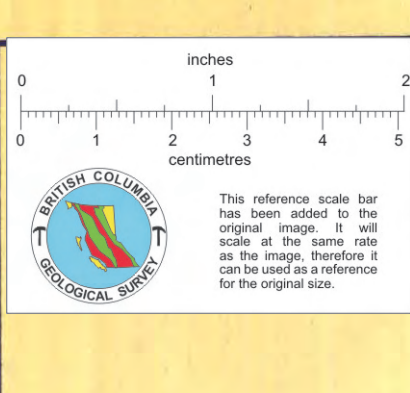 inches
0 1 2
0 1 2 3 4 5
centimetres
BRITISH COLUMBIA
GEOLOGICAL SURVEY
This reference scale bar
has been added to the
original image. It will
scale at the same rate
as the image, therefore it
can be used as a reference
for the original size.